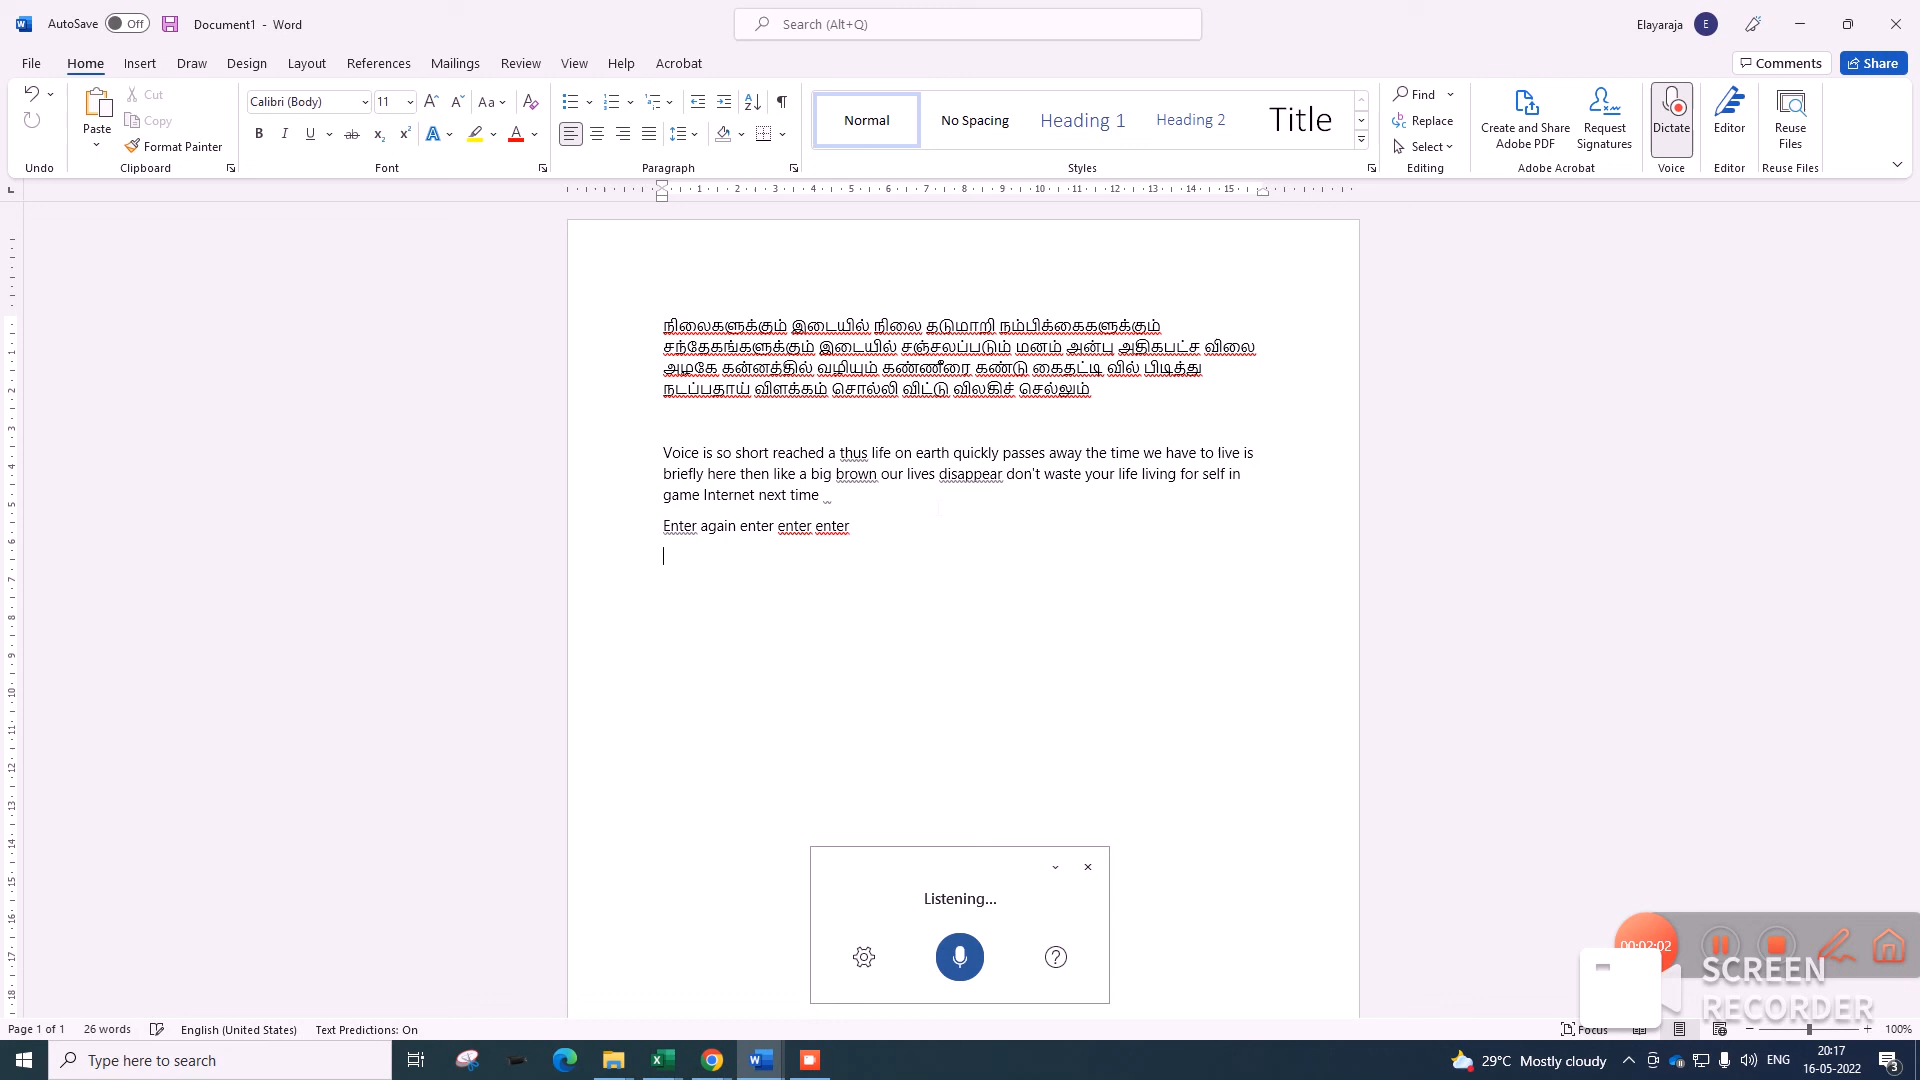 AutoSave Off Document1 - Word Search (Alt+Q) Elayaraja E
File Home Insert Draw Design Layout References Mailings Review View Help Acrobat Comments Share
Paste Cut Copy Format Painter
Calibri (Body) 11
Normal No Spacing Heading 1 Heading 2 Title
Find Replace Select
Create and Share Adobe PDF Request Signatures Dictate Editor Reuse Files
Undo Clipboard Font Paragraph Styles Editing Adobe Acrobat Voice Editor Reuse Files
நிலைகளுக்கும் இடையில் நிலை தடுமாறி நம்பிக்கைகளுக்கும்
சந்தேகங்களுக்கும் இடையில் சஞ்சலப்படும் மனம் அன்பு அதிகபட்ச விலை
அழகே கன்னத்தில் வழியும் கண்ணீரை கண்டு கைதட்டி வில் பிடித்து
நடப்பதாய் விளக்கம் சொல்லி விட்டு விலகிச் செல்லும்
Voice is so short reached a thus life on earth quickly passes away the time we have to live is
briefly here then like a big brown our lives disappear don't waste your life living for self in
game Internet next time
Enter again enter enter enter
Listening...
00:02:02
SCREEN
RECORDER
Page 1 of 1 26 words English (United States) Text Predictions: On Focus 100%
Type here to search 29°C Mostly cloudy ENG 20:17
16-05-2022 3